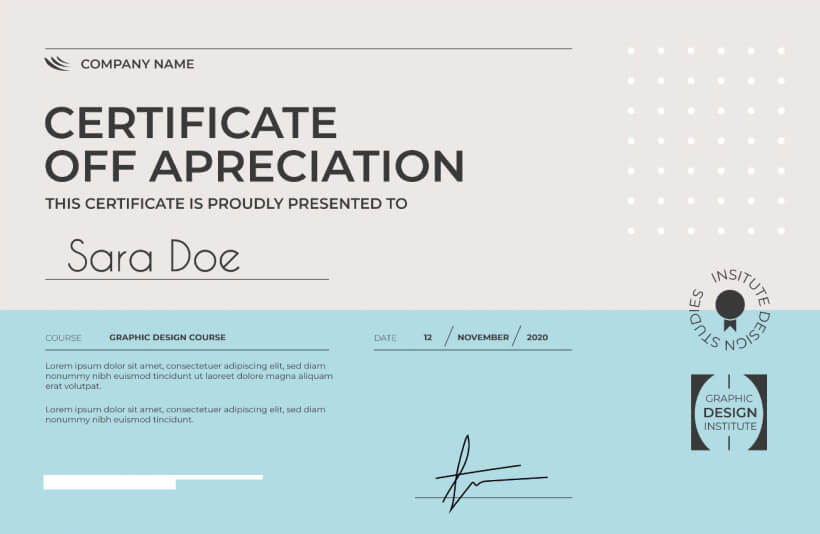 COMPANY NAME
CERTIFICATE
OFF APRECIATION
THIS CERTIFICATE IS PROUDLY PRESENTED TO
Sara Doe
COURSE GRAPHIC DESIGN COURSE
DATE 12 / NOVEMBER / 2020
Lorem ipsum dolor sit amet, consectetuer adipiscing elit, sed diam
nonummy nibh euismod tincidunt ut laoreet dolore magna aliquam
erat volutpat.
Lorem ipsum dolor sit amet, consectetuer adipiscing elit, sed diam
nonummy nibh euismod tincidunt.
INSITUTE DESIGN STUDIES
GRAPHIC
DESIGN
INSTITUTE